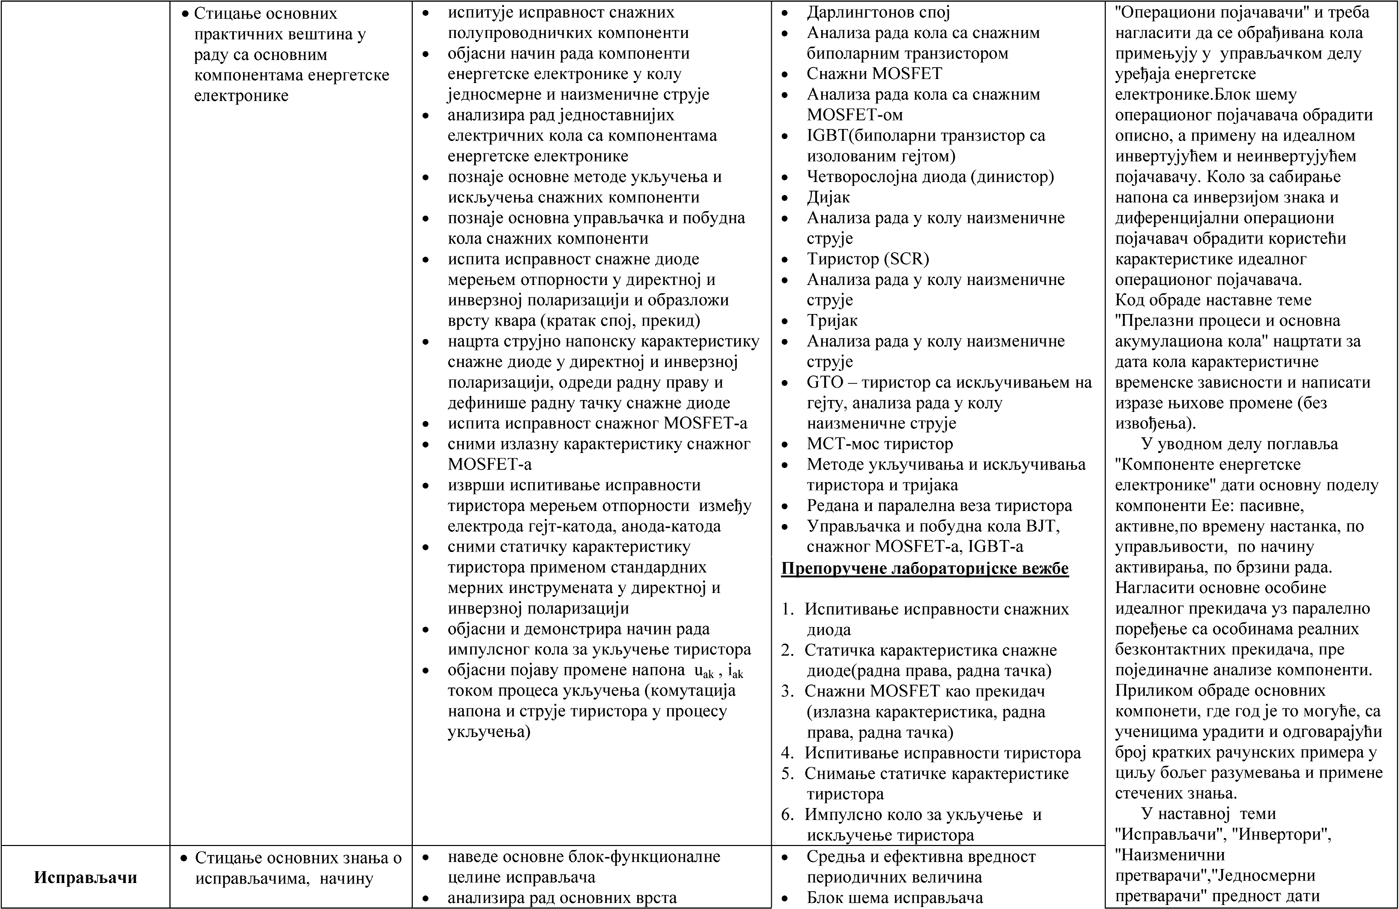 • Стицање основних
практичних вештина у
раду са основним
компонентама енергетске
електронике
• испитује исправност снажних
полупроводничких компоненти
• објасни начин рада компоненти
енергетске електронике у колу
једносмерне и наизменичне струје
• анализира рад једноставнијих
електричних кола са компонентама
енергетске електронике
• познаје основне методе укључења и
искључења снажних компоненти
• познаје основна управљачка и побудна
кола снажних компоненти
• испита исправност снажне диоде
мерењем отпорности у директној и
инверзној поларизацији и образложи
врсту квара (кратак спој, прекид)
• нацрта струјно напонску карактеристику
снажне диоде у директној и инверзној
поларизацији, одреди радну праву и
дефинише радну тачку снажне диоде
• испита исправност снажног MOSFET-а
• сними излазну карактеристику снажног
MOSFET-а
• изврши испитивање исправности
тиристора мерењем отпорности  између
електрода гејт-катода, анода-катода
• сними статичку карактеристику
тиристора применом стандардних
мерних инструмената у директној и
инверзној поларизацији
• објасни и демонстрира начин рада
импулсног кола за укључење тиристора
• објасни појаву промене напона  uak , iak
током процеса укључења (комутација
напона и струје тиристора у процесу
укључења)
• Дарлингтонов спој
• Анализа рада кола са снажним
биполарним транзистором
• Снажни MOSFET
• Анализа рада кола са снажним
MOSFET-ом
• IGBT(биполарни транзистор са
изолованим гејтом)
• Четворослојна диода (динистор)
• Дијак
• Анализа рада у колу наизменичне
струје
• Тиристор (SCR)
• Анализа рада у колу наизменичне
струје
• Тријак
• Анализа рада у колу наизменичне
струје
• GTO – тиристор са искључивањем на
гејту, анализа рада у колу
наизменичне струје
• МСТ-мос тиристор
• Методе укључивања и искључивања
тиристора и тријака
• Редана и паралелна веза тиристора
• Управљачка и побудна кола BJT,
снажног MOSFET-а, IGBT-а
Препоручене лабораторијске вежбе
1. Испитивање исправности снажних
диода
2. Статичка карактеристика снажне
диоде(радна права, радна тачка)
3. Снажни MOSFET као прекидач
(излазна карактеристика, радна
права, радна тачка)
4. Испитивање исправности тиристора
5. Снимање статичке карактеристике
тиристора
6. Импулсно коло за укључење  и
искључење тиристора
"Операциони појачавачи" и треба
нагласити да се обрађивана кола
примењују у  управљачком делу
уређаја енергетске
електронике.Блок шему
операционог појачавача обрадити
описно, а примену на идеалном
инвертујућем и неинвертујућем
појачавачу. Коло за сабирање
напона са инверзијом знака и
диференцијални операциони
појачавач обрадити користећи
карактеристике идеалног
операционог појачавача.
Код обраде наставне теме
"Прелазни процеси и основна
акумулациона кола" нацртати за
дата кола карактеристичне
временске зависности и написати
изразе њихове промене (без
извођења).
У уводном делу поглавља
"Компоненте енергетске
електронике" дати основну поделу
компоненти Ее: пасивне,
активне,по времену настанка, по
управљивости,  по начину
активирања, по брзини рада.
Нагласити основне особине
идеалног прекидача уз паралелно
поређење са особинама реалних
безконтактних прекидача, пре
појединачне анализе компоненти.
Приликом обраде основних
компонети, где год је то могуће, са
ученицима урадити и одговарајући
број кратких рачунских примера у
циљу бољег разумевања и примене
стечених знања.
У наставној  теми
"Исправљачи", "Инвертори",
"Наизменични
претварачи","Једносмерни
претварачи" предност дати
Исправљачи
• Стицање основних знања о
исправљачима,  начину
• наведе основне блок-функционалне
целине исправљача
• анализира рад основних врста
• Средња и ефективна вредност
периодичних величина
• Блок шема исправљача